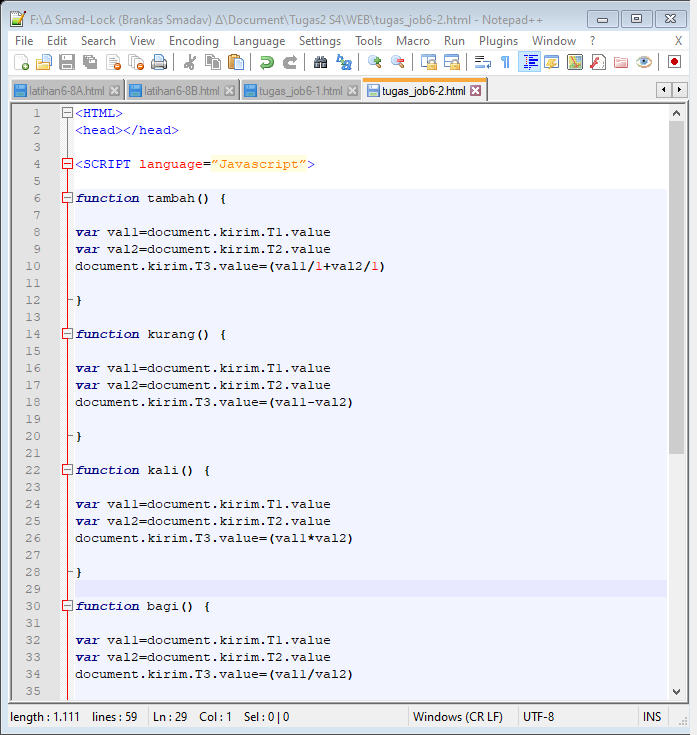 F:\Δ Smad-Lock (Brankas Smadav) Δ\Document\Tugas2 S4\WEB\tugas_job6-2.html - Notepad++
File Edit Search View Encoding Language Settings Tools Macro Run Plugins Window ? X
latihan6-8A.html latihan6-8B.html tugas_job6-1.html tugas_job6-2.html
1 <HTML>
2 <head></head>
3
4 <SCRIPT language="Javascript">
5
6 function tambah() {
7
8 var val1=document.kirim.T1.value
9 var val2=document.kirim.T2.value
10 document.kirim.T3.value=(val1/1+val2/1)
11
12 }
13
14 function kurang() {
15
16 var val1=document.kirim.T1.value
17 var val2=document.kirim.T2.value
18 document.kirim.T3.value=(val1-val2)
19
20 }
21
22 function kali() {
23
24 var val1=document.kirim.T1.value
25 var val2=document.kirim.T2.value
26 document.kirim.T3.value=(val1*val2)
27
28 }
29
30 function bagi() {
31
32 var val1=document.kirim.T1.value
33 var val2=document.kirim.T2.value
34 document.kirim.T3.value=(val1/val2)
35
length : 1.111 lines : 59 Ln : 29 Col : 1 Sel : 0 | 0 Windows (CR LF) UTF-8 INS